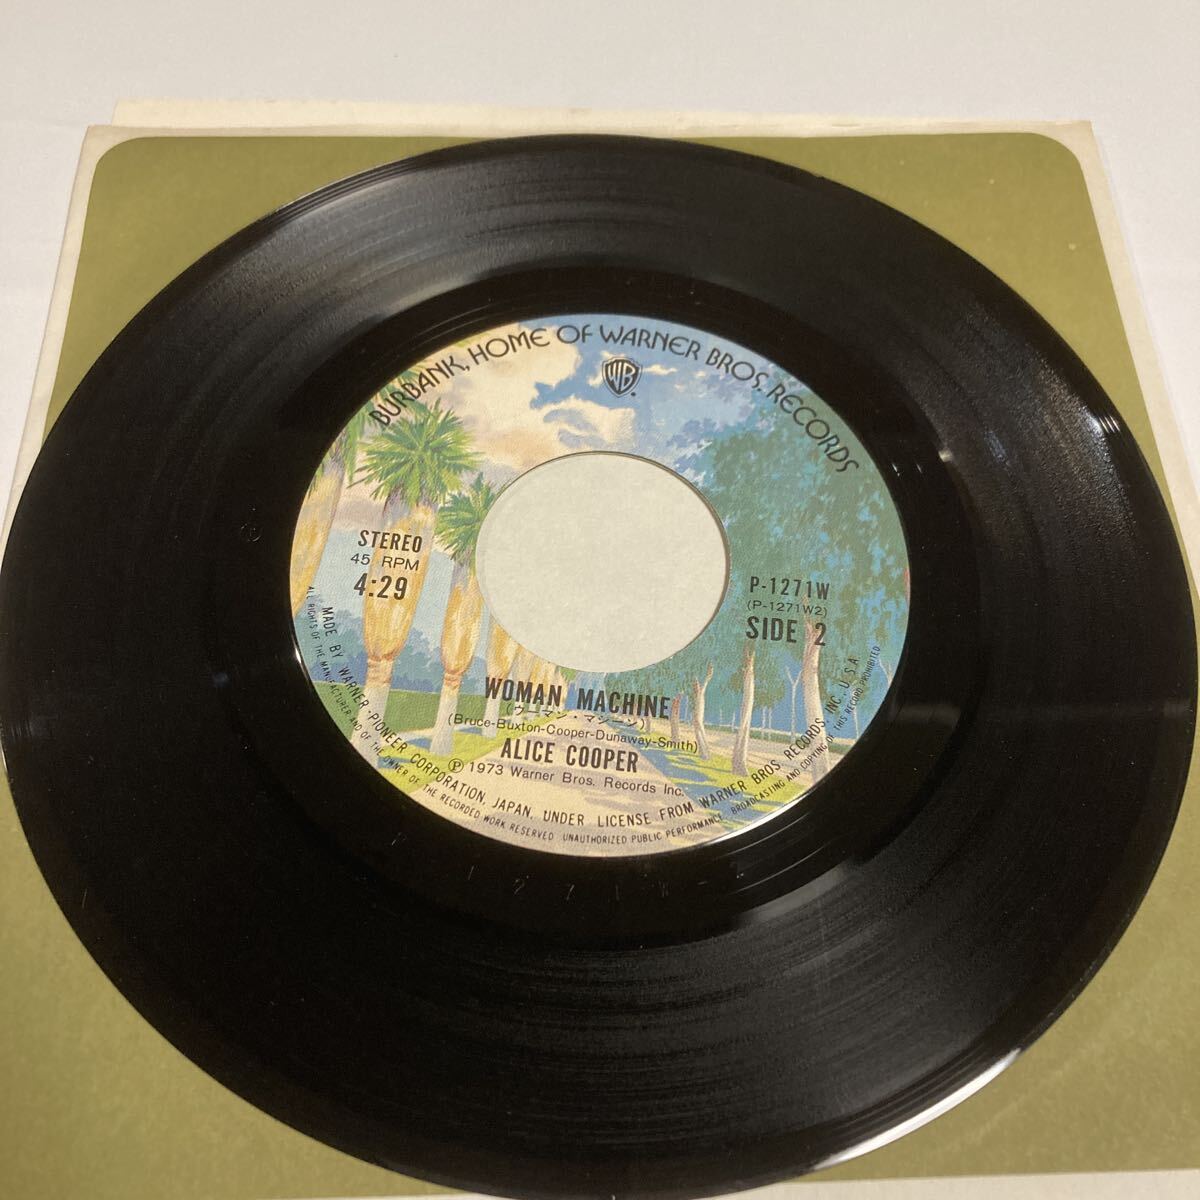 BURBANK, HOME OF WARNER BROS. RECORDS
WB
STEREO
45 RPM
4:29
P-1271W
(P-1271W2)
SIDE 2
WOMAN MACHINE
(ウーマン・マシーン)
(Bruce-Buxton-Cooper-Dunaway-Smith)
ALICE COOPER
Ⓟ 1973 Warner Bros. Records Inc.
MADE BY WARNER-PIONEER CORPORATION, JAPAN, UNDER LICENSE FROM WARNER BROS RECORDS, INC. U.S.A.
ALL RIGHTS OF THE MANUFACTURER AND OF THE OWNER OF THE RECORDED WORK RESERVED UNAUTHORIZED PUBLIC PERFORMANCE BROADCASTING AND COPYING OF THIS RECORD PROHIBITED